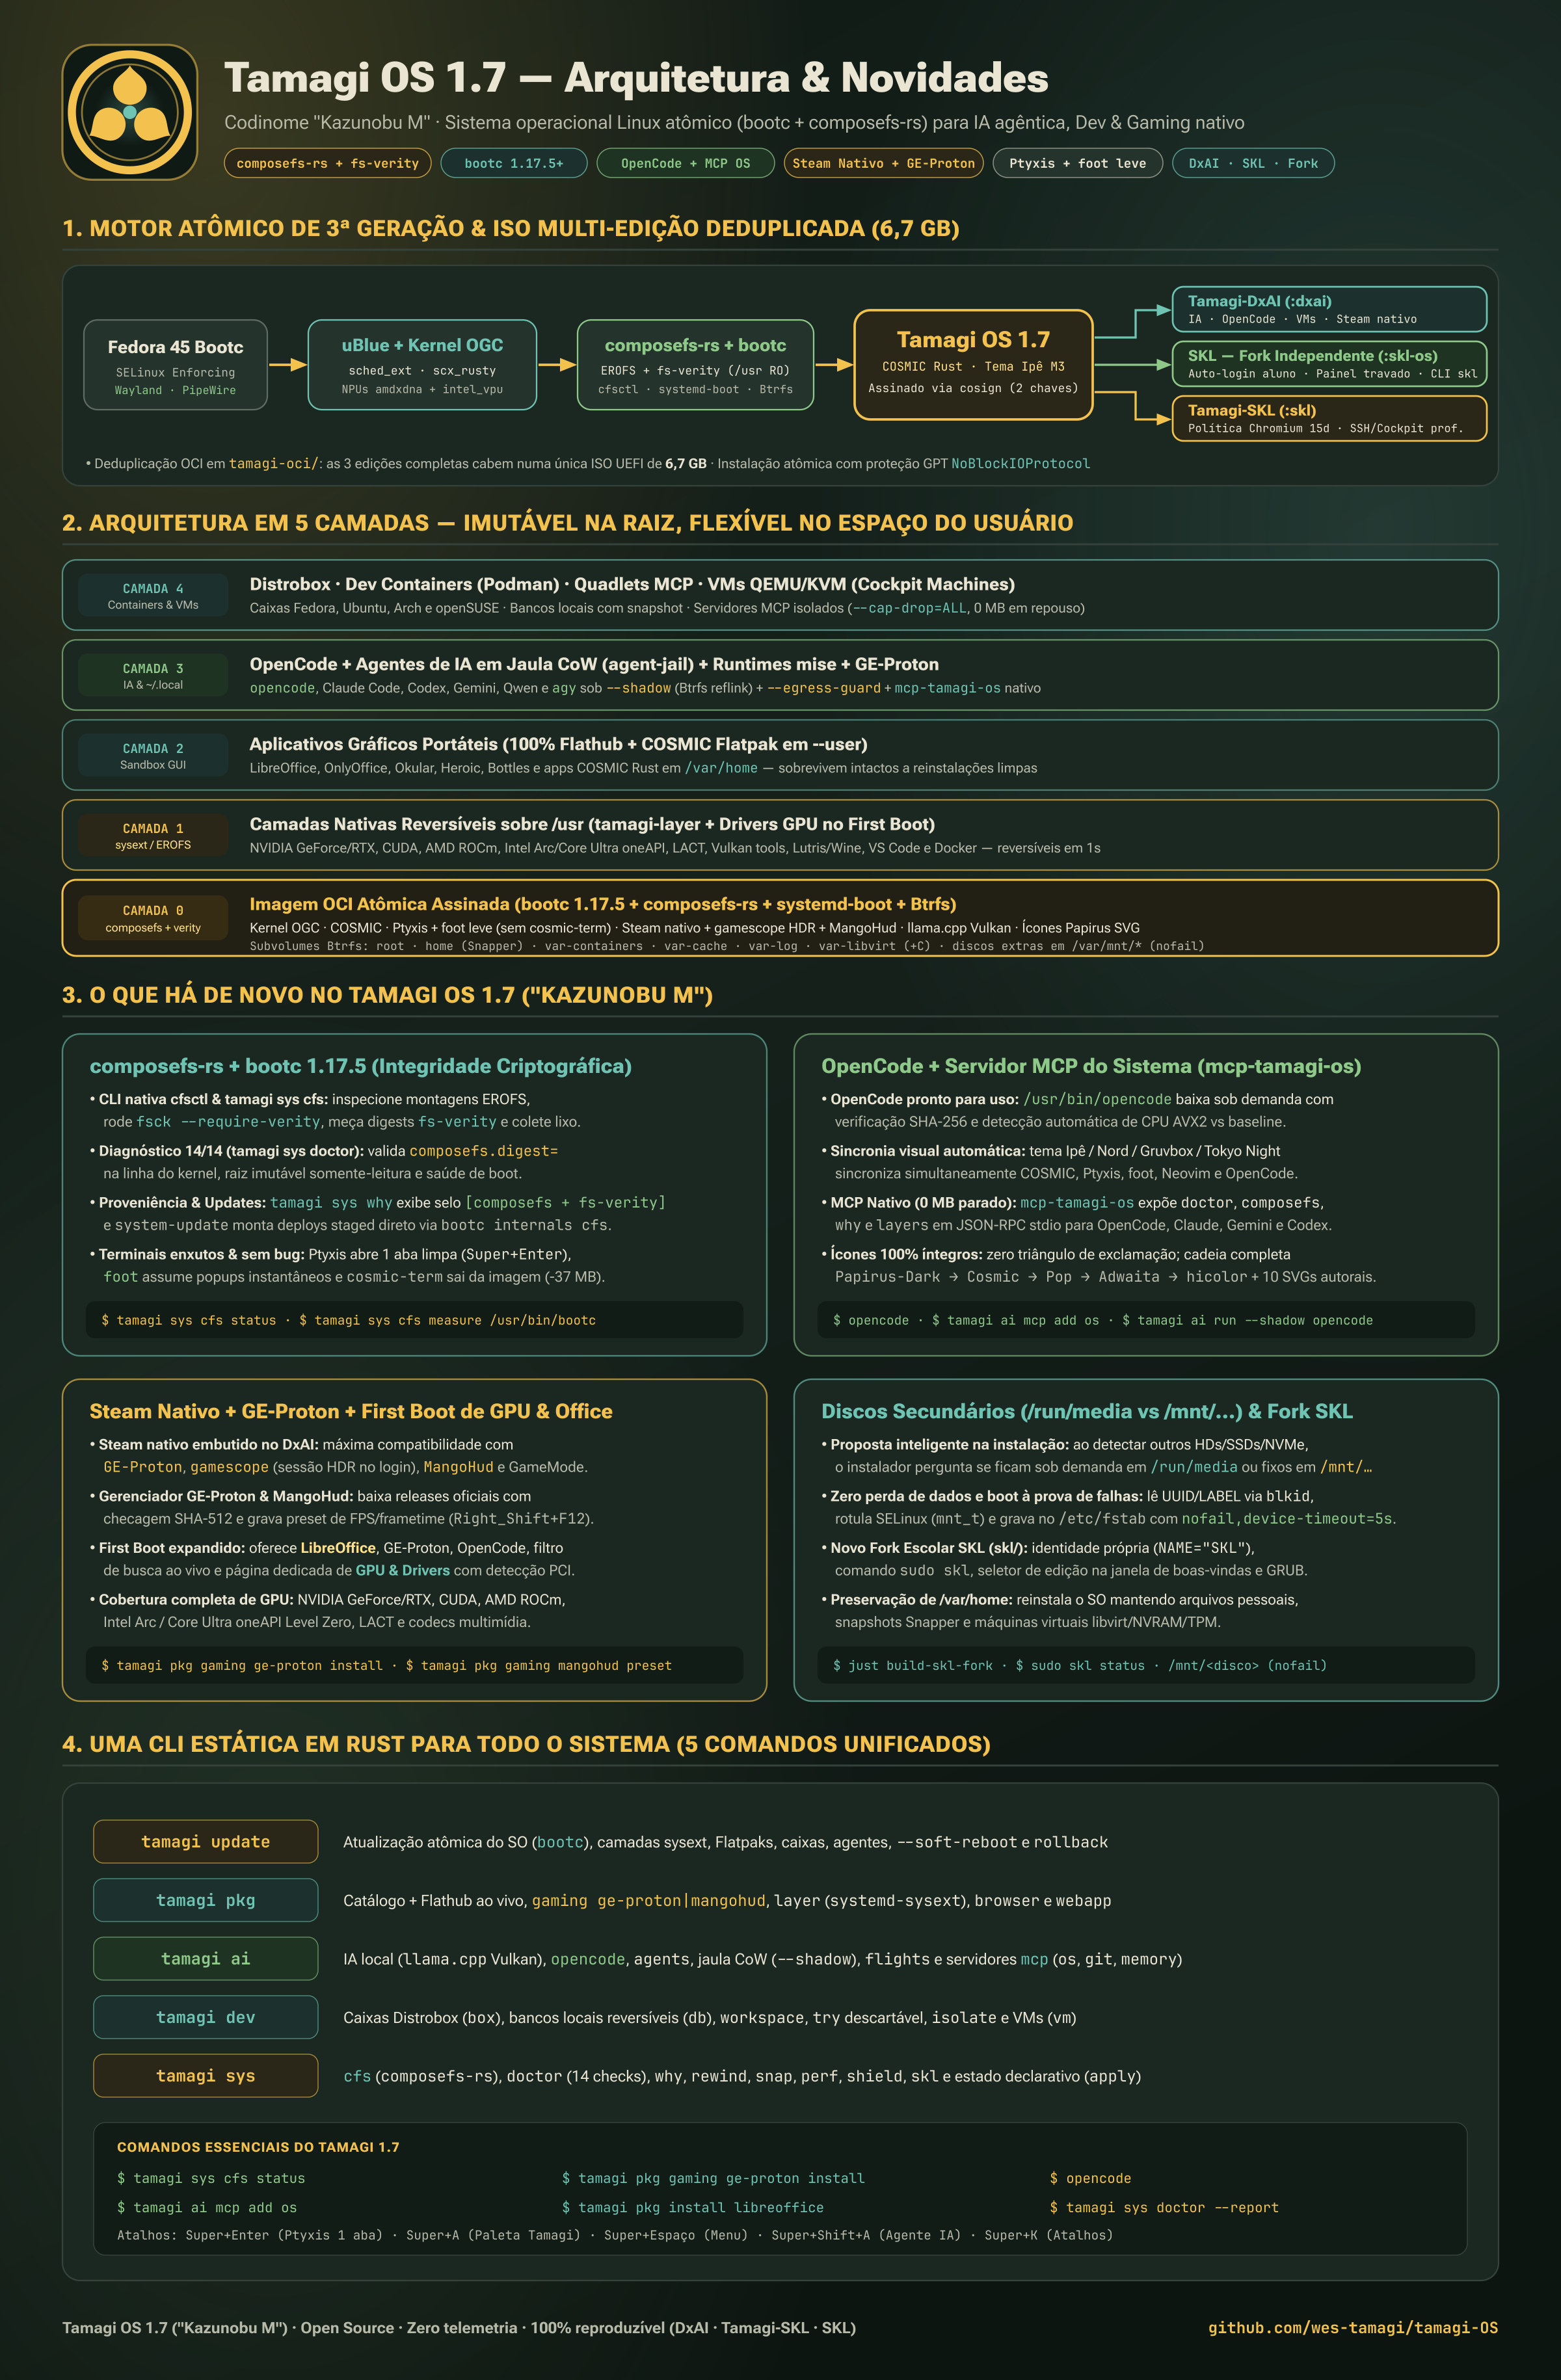 Tamagi OS 1.7 — Arquitetura & Novidades
Codinome "Kazunobu M" · Sistema operacional Linux atômico (bootc + composefs-rs) para IA agêntica, Dev & Gaming nativo
composefs-rs + fs-verity
bootc 1.17.5+
OpenCode + MCP OS
Steam Nativo + GE-Proton
Ptyxis + foot leve
DxAI · SKL · Fork
1. MOTOR ATÔMICO DE 3ª GERAÇÃO & ISO MULTI-EDIÇÃO DEDUPLICADA (6,7 GB)
Fedora 45 Bootc
SELinux Enforcing
Wayland · PipeWire
uBlue + Kernel OGC
sched_ext · scx_rusty
NPUs amdxdna + intel_vpu
composefs-rs + bootc
EROFS + fs-verity (/usr RO)
cfsctl · systemd-boot · Btrfs
Tamagi OS 1.7
COSMIC Rust · Tema Ipê M3
Assinado via cosign (2 chaves)
Tamagi-DxAI (:dxai)
IA · OpenCode · VMs · Steam nativo
SKL — Fork Independente (:skl-os)
Auto-login aluno · Painel travado · CLI skl
Tamagi-SKL (:skl)
Política Chromium 15d · SSH/Cockpit prof.
• Deduplicação OCI em tamagi-oci/: as 3 edições completas cabem numa única ISO UEFI de 6,7 GB · Instalação atômica com proteção GPT NoBlockIOProtocol
2. ARQUITETURA EM 5 CAMADAS — IMUTÁVEL NA RAIZ, FLEXÍVEL NO ESPAÇO DO USUÁRIO
CAMADA 4
Containers & VMs
Distrobox · Dev Containers (Podman) · Quadlets MCP · VMs QEMU/KVM (Cockpit Machines)
Caixas Fedora, Ubuntu, Arch e openSUSE · Bancos locais com snapshot · Servidores MCP isolados (--cap-drop=ALL, 0 MB em repouso)
CAMADA 3
IA & ~/.local
OpenCode + Agentes de IA em Jaula CoW (agent-jail) + Runtimes mise + GE-Proton
opencode, Claude Code, Codex, Gemini, Qwen e agy sob --shadow (Btrfs reflink) + --egress-guard + mcp-tamagi-os nativo
CAMADA 2
Sandbox GUI
Aplicativos Gráficos Portáteis (100% Flathub + COSMIC Flatpak em --user)
LibreOffice, OnlyOffice, Okular, Heroic, Bottles e apps COSMIC Rust em /var/home — sobrevivem intactos a reinstalações limpas
CAMADA 1
sysext / EROFS
Camadas Nativas Reversíveis sobre /usr (tamagi-layer + Drivers GPU no First Boot)
NVIDIA GeForce/RTX, CUDA, AMD ROCm, Intel Arc/Core Ultra oneAPI, LACT, Vulkan tools, Lutris/Wine, VS Code e Docker — reversíveis em 1s
CAMADA 0
composefs + verity
Imagem OCI Atômica Assinada (bootc 1.17.5 + composefs-rs + systemd-boot + Btrfs)
Kernel OGC · COSMIC · Ptyxis + foot leve (sem cosmic-term) · Steam nativo + gamescope HDR + MangoHud · llama.cpp Vulkan · Ícones Papirus SVG
Subvolumes Btrfs: root · home (Snapper) · var-containers · var-cache · var-log · var-libvirt (+C) · discos extras em /var/mnt/* (nofail)
3. O QUE HÁ DE NOVO NO TAMAGI OS 1.7 ("KAZUNOBU M")
composefs-rs + bootc 1.17.5 (Integridade Criptográfica)
• CLI nativa cfsctl & tamagi sys cfs: inspecione montagens EROFS,
rode fsck --require-verity, meça digests fs-verity e colete lixo.
• Diagnóstico 14/14 (tamagi sys doctor): valida composefs.digest=
na linha do kernel, raiz imutável somente-leitura e saúde de boot.
• Proveniência & Updates: tamagi sys why exibe selo [composefs + fs-verity]
e system-update monta deploys staged direto via bootc internals cfs.
• Terminais enxutos & sem bug: Ptyxis abre 1 aba limpa (Super+Enter),
foot assume popups instantâneos e cosmic-term sai da imagem (-37 MB).
$ tamagi sys cfs status · $ tamagi sys cfs measure /usr/bin/bootc
OpenCode + Servidor MCP do Sistema (mcp-tamagi-os)
• OpenCode pronto para uso: /usr/bin/opencode baixa sob demanda com
verificação SHA-256 e detecção automática de CPU AVX2 vs baseline.
• Sincronia visual automática: tema Ipê / Nord / Gruvbox / Tokyo Night
sincroniza simultaneamente COSMIC, Ptyxis, foot, Neovim e OpenCode.
• MCP Nativo (0 MB parado): mcp-tamagi-os expõe doctor, composefs,
why e layers em JSON-RPC stdio para OpenCode, Claude, Gemini e Codex.
• Ícones 100% íntegros: zero triângulo de exclamação; cadeia completa
Papirus-Dark → Cosmic → Pop → Adwaita → hicolor + 10 SVGs autorais.
$ opencode · $ tamagi ai mcp add os · $ tamagi ai run --shadow opencode
Steam Nativo + GE-Proton + First Boot de GPU & Office
• Steam nativo embutido no DxAI: máxima compatibilidade com
GE-Proton, gamescope (sessão HDR no login), MangoHud e GameMode.
• Gerenciador GE-Proton & MangoHud: baixa releases oficiais com
checagem SHA-512 e grava preset de FPS/frametime (Right_Shift+F12).
• First Boot expandido: oferece LibreOffice, GE-Proton, OpenCode, filtro
de busca ao vivo e página dedicada de GPU & Drivers com detecção PCI.
• Cobertura completa de GPU: NVIDIA GeForce/RTX, CUDA, AMD ROCm,
Intel Arc / Core Ultra oneAPI Level Zero, LACT e codecs multimídia.
$ tamagi pkg gaming ge-proton install · $ tamagi pkg gaming mangohud preset
Discos Secundários (/run/media vs /mnt/...) & Fork SKL
• Proposta inteligente na instalação: ao detectar outros HDs/SSDs/NVMe,
o instalador pergunta se ficam sob demanda em /run/media ou fixos em /mnt/…
• Zero perda de dados e boot à prova de falhas: lê UUID/LABEL via blkid,
rotula SELinux (mnt_t) e grava no /etc/fstab com nofail,device-timeout=5s.
• Novo Fork Escolar SKL (skl/): identidade própria (NAME="SKL"),
comando sudo skl, seletor de edição na janela de boas-vindas e GRUB.
• Preservação de /var/home: reinstala o SO mantendo arquivos pessoais,
snapshots Snapper e máquinas virtuais libvirt/NVRAM/TPM.
$ just build-skl-fork · $ sudo skl status · /mnt/<disco> (nofail)
4. UMA CLI ESTÁTICA EM RUST PARA TODO O SISTEMA (5 COMANDOS UNIFICADOS)
tamagi update
Atualização atômica do SO (bootc), camadas sysext, Flatpaks, caixas, agentes, --soft-reboot e rollback
tamagi pkg
Catálogo + Flathub ao vivo, gaming ge-proton|mangohud, layer (systemd-sysext), browser e webapp
tamagi ai
IA local (llama.cpp Vulkan), opencode, agents, jaula CoW (--shadow), flights e servidores mcp (os, git, memory)
tamagi dev
Caixas Distrobox (box), bancos locais reversíveis (db), workspace, try descartável, isolate e VMs (vm)
tamagi sys
cfs (composefs-rs), doctor (14 checks), why, rewind, snap, perf, shield, skl e estado declarativo (apply)
COMANDOS ESSENCIAIS DO TAMAGI 1.7
$ tamagi sys cfs status
$ tamagi pkg gaming ge-proton install
$ opencode
$ tamagi ai mcp add os
$ tamagi pkg install libreoffice
$ tamagi sys doctor --report
Atalhos: Super+Enter (Ptyxis 1 aba) · Super+A (Paleta Tamagi) · Super+Espaço (Menu) · Super+Shift+A (Agente IA) · Super+K (Atalhos)
Tamagi OS 1.7 ("Kazunobu M") · Open Source · Zero telemetria · 100% reproduzível (DxAI · Tamagi-SKL · SKL)
github.com/wes-tamagi/tamagi-OS